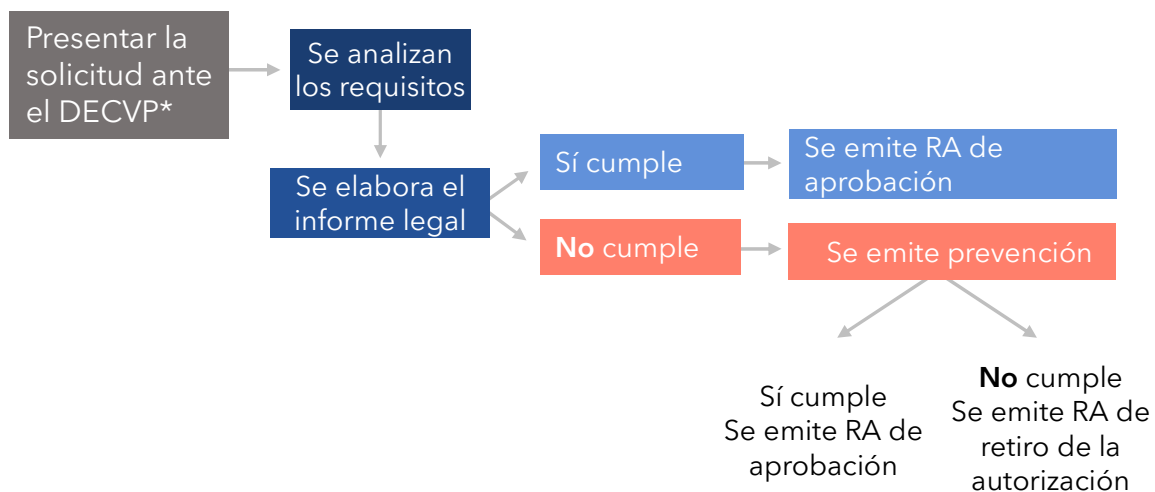 Presentar la
solicitud ante
el DECVP*
Se analizan
los requisitos
Se elabora el
informe legal
Sí cumple
Se emite RA de
aprobación
No cumple
Se emite prevención
Sí cumple
Se emite RA de
aprobación
No cumple
Se emite RA de
retiro de la
autorización